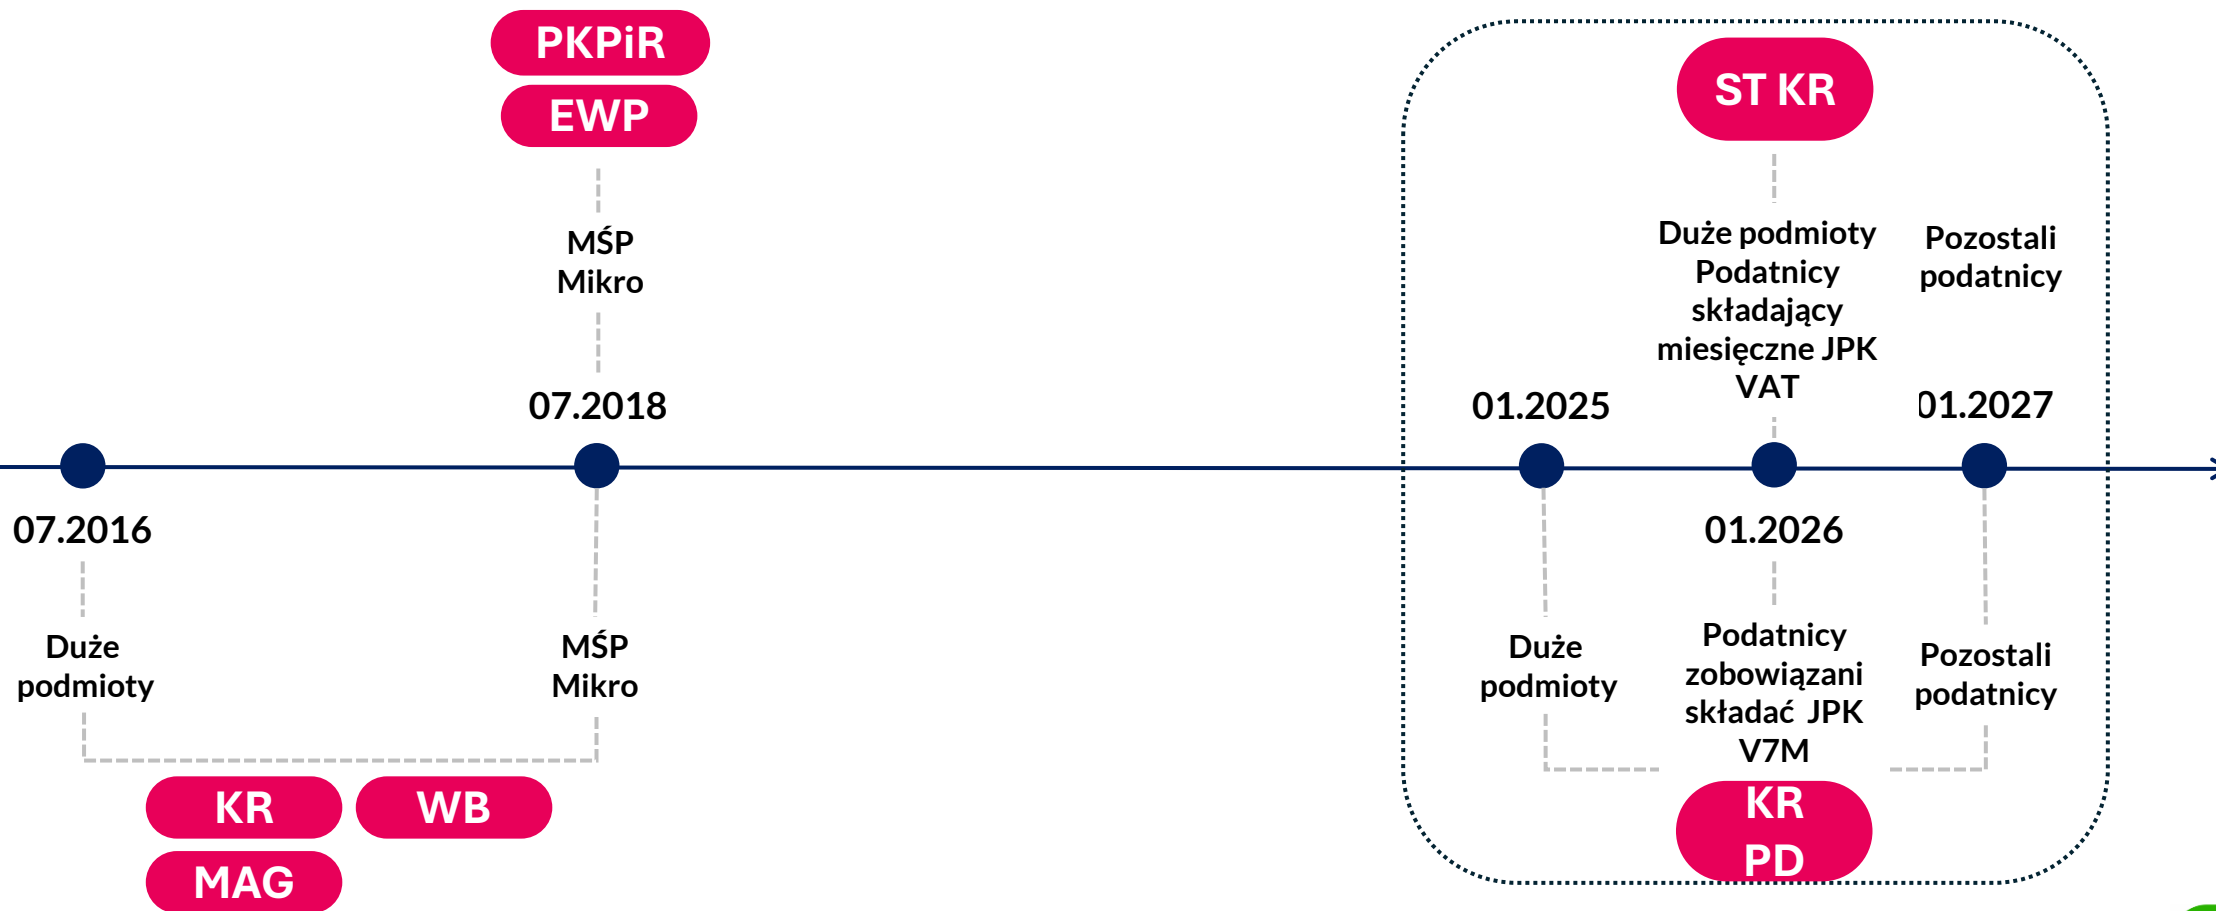 PKPiR
EWP
MŚP
Mikro
07.2018
ST KR
Duże podmioty
Podatnicy
składający
miesięczne JPK
VAT
Pozostali
podatnicy
01.2025
01.2027
07.2016
01.2026
Duże
podmioty
MŚP
Mikro
Duże
podmioty
Podatnicy
zobowiązani
składać JPK
V7M
Pozostali
podatnicy
KR
WB
MAG
KR
PD